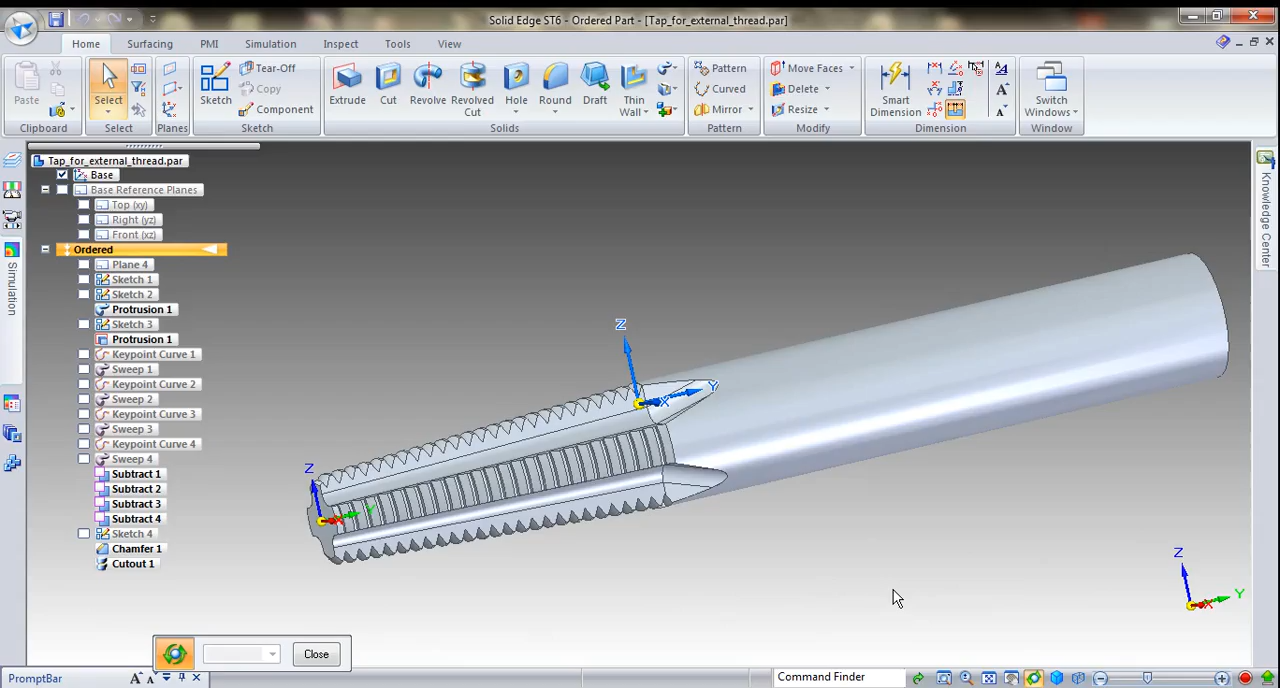 Solid Edge ST6 - Ordered Part - [Tap_for_external_thread.par]
Home Surfacing PMI Simulation Inspect Tools View
Paste
Clipboard
Select
Select
Planes
Sketch
Tear-Off
Copy
Component
Sketch
Extrude Cut Revolve Revolved Cut Hole Round Draft Thin Wall
Solids
Pattern
Curved
Mirror
Pattern
Move Faces
Delete
Resize
Modify
Smart Dimension
Dimension
Switch Windows
Window
Tap_for_external_thread.par
Base
Base Reference Planes
Top (xy)
Right (yz)
Front (xz)
Ordered
Plane 4
Sketch 1
Sketch 2
Protrusion 1
Sketch 3
Protrusion 1
Keypoint Curve 1
Sweep 1
Keypoint Curve 2
Sweep 2
Keypoint Curve 3
Sweep 3
Keypoint Curve 4
Sweep 4
Subtract 1
Subtract 2
Subtract 3
Subtract 4
Sketch 4
Chamfer 1
Cutout 1
Simulation
Knowledge Center
Z
Y
X
Z
Y
X
Z
Y
X
Close
PromptBar
Command Finder